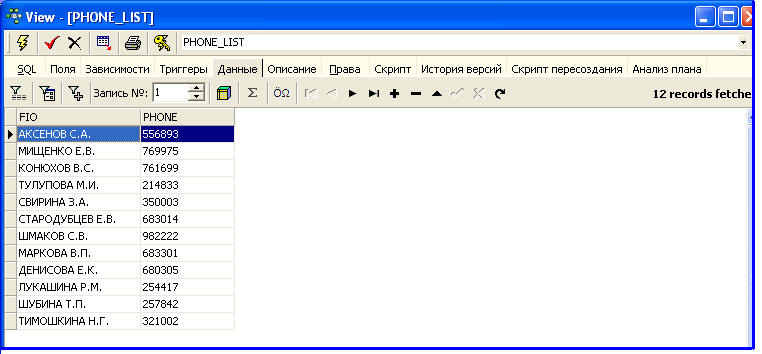 View - [PHONE_LIST]
PHONE_LIST
SQL Поля Зависимости Триггеры Данные Описание Права Скрипт История версий Скрипт пересоздания Анализ плана
Запись №: 1 Σ ÖΩ 12 records fetche
FIO PHONE
АКСЕНОВ С.А. 556893
МИЩЕНКО Е.В. 769975
КОНЮХОВ В.С. 761699
ТУЛУПОВА М.И. 214833
СВИРИНА З.А. 350003
СТАРОДУБЦЕВ Е.В. 683014
ШМАКОВ С.В. 982222
МАРКОВА В.П. 683301
ДЕНИСОВА Е.К. 680305
ЛУКАШИНА Р.М. 254417
ШУБИНА Т.П. 257842
ТИМОШКИНА Н.Г. 321002